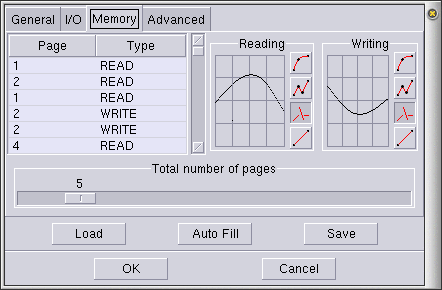 General I/O Memory Advanced
Page Type
1 READ
2 READ
1 READ
2 WRITE
2 WRITE
4 READ
Reading
Writing
Total number of pages
5
Load Auto Fill Save
OK Cancel